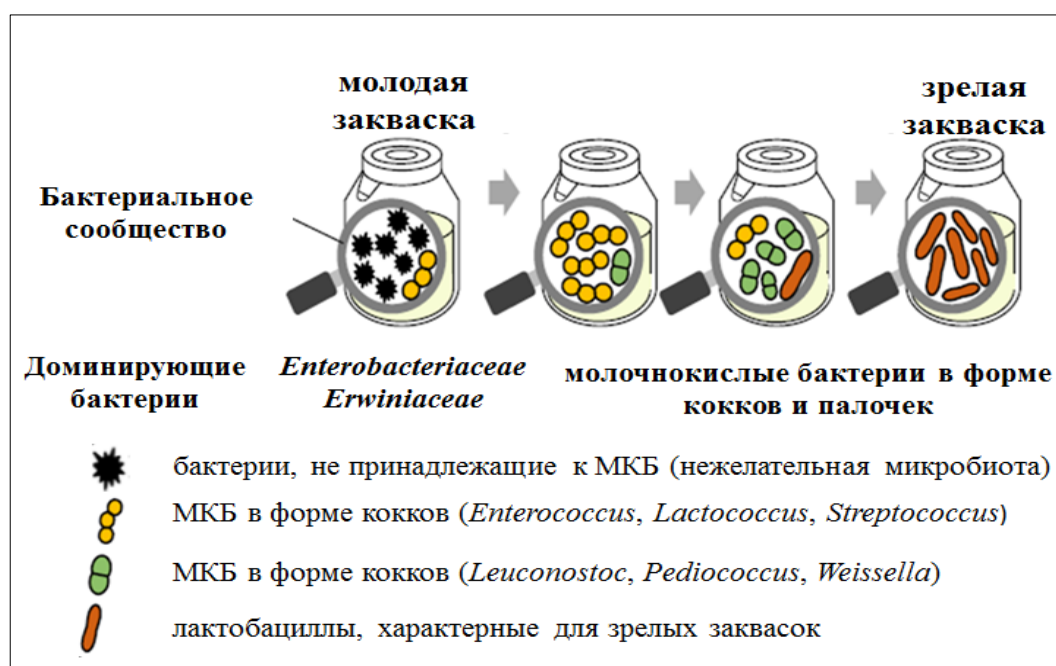 молодая
закваска
зрелая
закваска
Бактериальное
сообщество
Доминирующие
бактерии
Enterobacteriaceae
Erwiniaceae
молочнокислые бактерии в форме
кокков и палочек
бактерии, не принадлежащие к МКБ (нежелательная микробиота)
МКБ в форме кокков (Enterococcus, Lactococcus, Streptococcus)
МКБ в форме кокков (Leuconostoc, Pediococcus, Weissella)
лактобациллы, характерные для зрелых заквасок